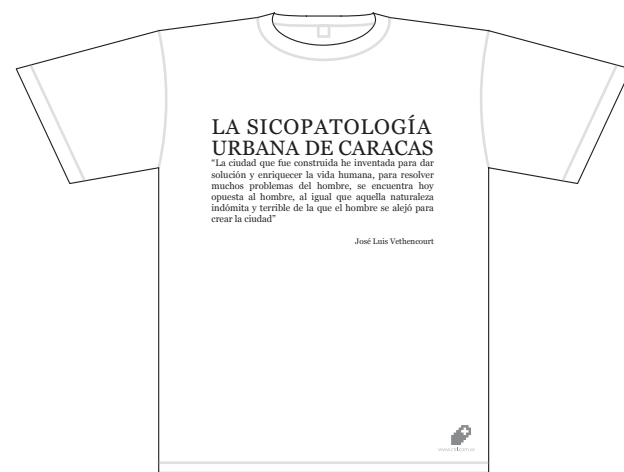 LA SICOPATOLOGÍA
URBANA DE CARACAS
“La ciudad que fue construida he inventada para dar
solución y enriquecer la vida humana, para resolver
muchos problemas del hombre, se encuentra hoy
opuesta al hombre, al igual que aquella naturaleza
indómita y terrible de la que el hombre se alejó para
crear la ciudad”
José Luis Vethencourt